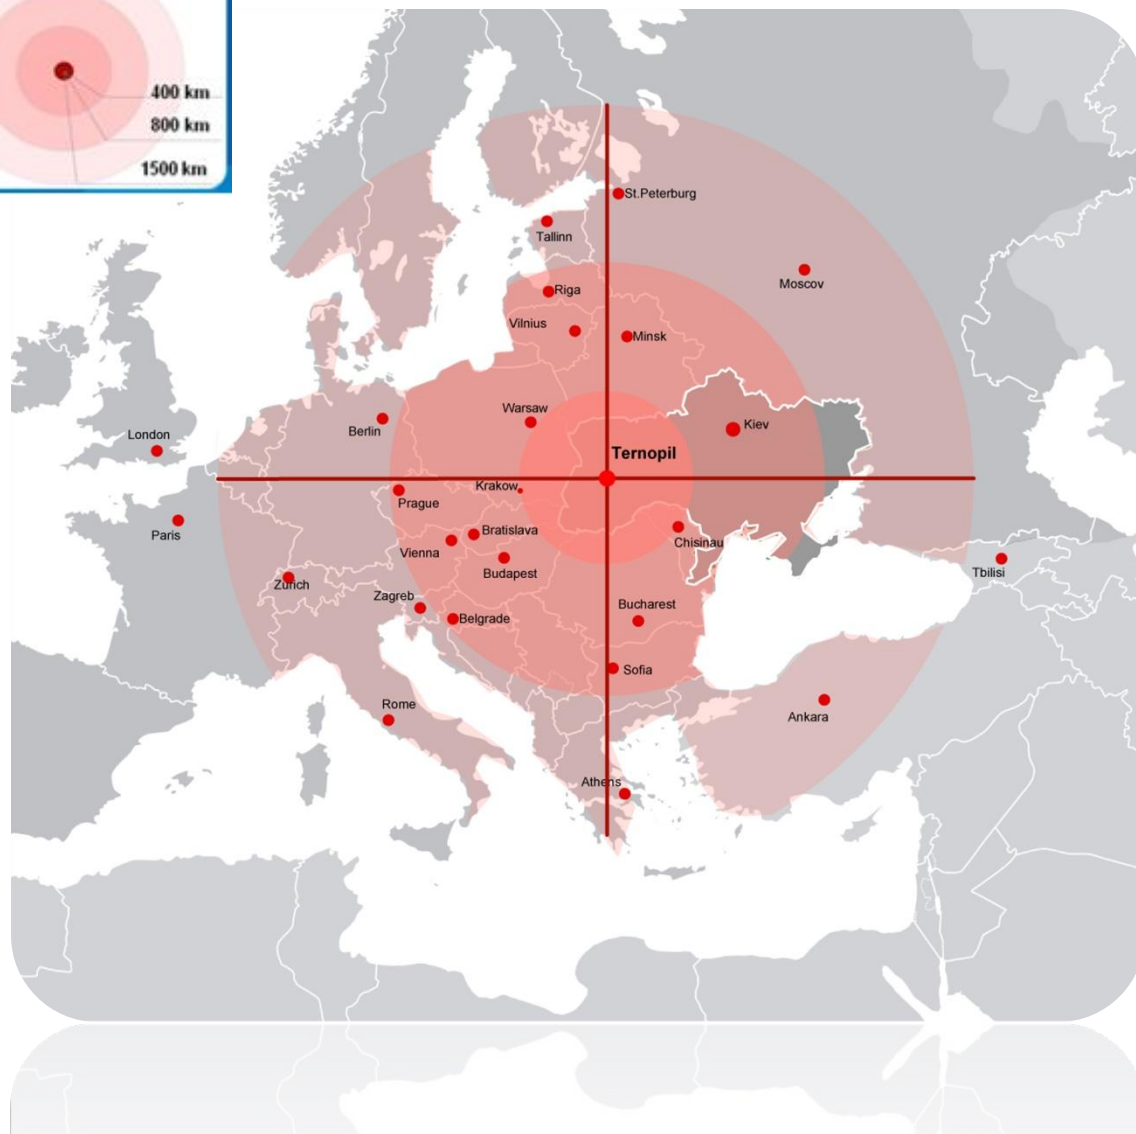 400 km
800 km
1500 km
St.Peterburg
Tallinn
Moscov
Riga
Vilnius
Minsk
Warsaw
Berlin
Kiev
London
Ternopil
Krakow
Prague
Paris
Bratislava
Chisinau
Vienna
Budapest
Tbilisi
Zurich
Zagreb
Bucharest
Belgrade
Sofia
Rome
Ankara
Athens